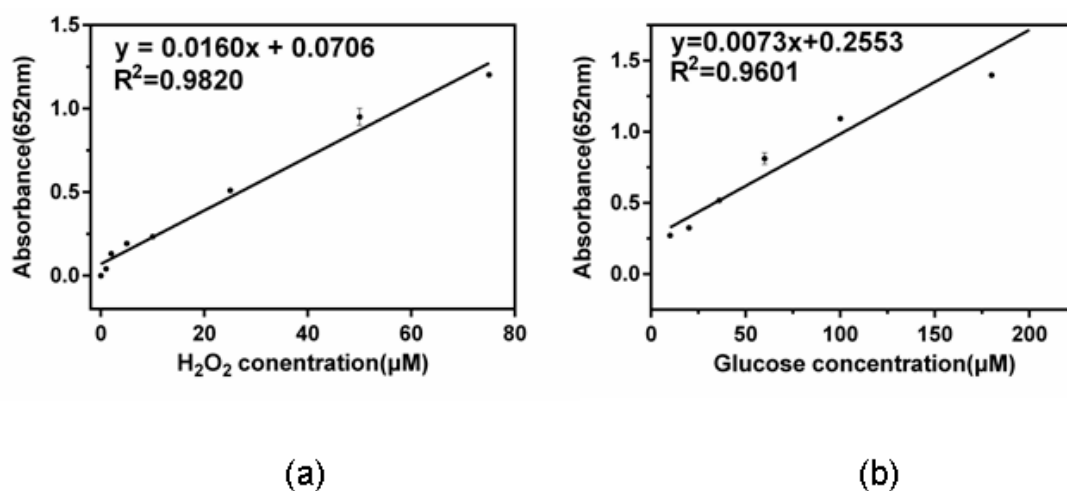 y = 0.0160x + 0.0706
R²=0.9820
Absorbance(652nm)
1.5
1.0
0.5
0.0
0 20 40 60 80
H₂O₂ conentration(μM)
(a)
y=0.0073x+0.2553
R²=0.9601
Absorbance(652nm)
1.5
1.0
0.5
0.0
0 50 100 150 200
Glucose concentration(μM)
(b)